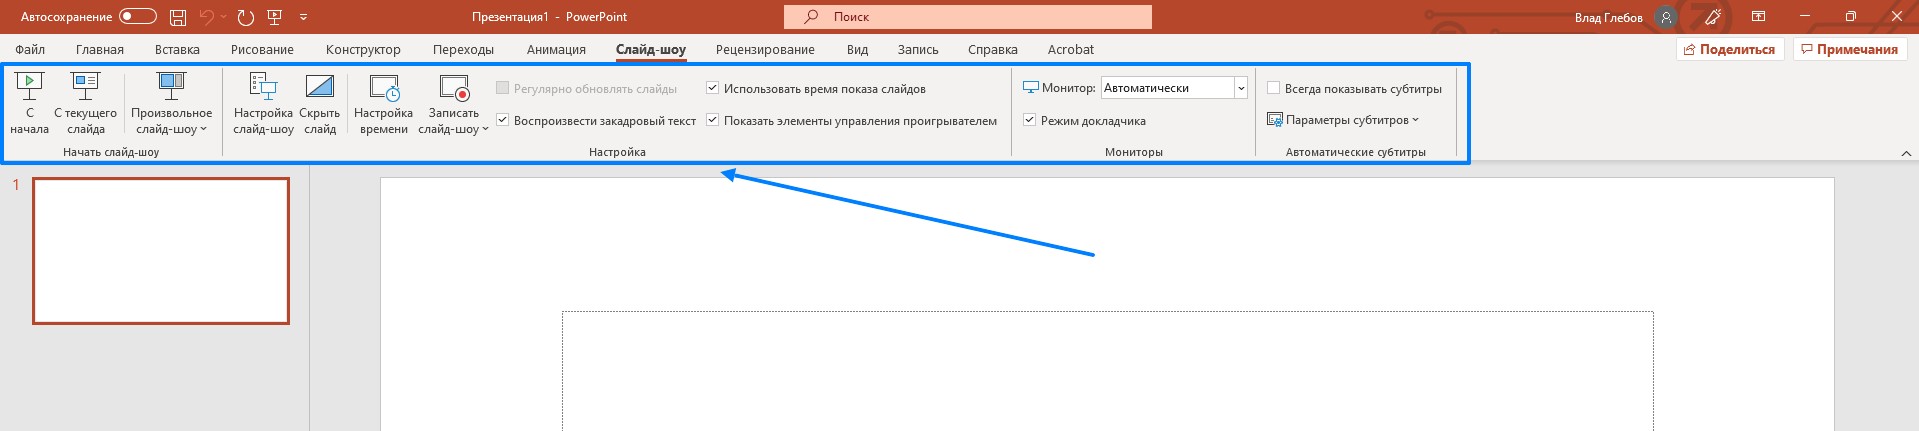 Автосохранение
Презентация1 - PowerPoint
Поиск
Влад Глебов
Файл Главная Вставка Рисование Конструктор Переходы Анимация Слайд-шоу Рецензирование Вид Запись Справка Acrobat
Поделиться
Примечания
С начала
С текущего слайда
Произвольное слайд-шоу
Начать слайд-шоу
Настройка слайд-шоу
Скрыть слайд
Настройка времени
Записать слайд-шоу
Регулярно обновлять слайды
Воспроизвести закадровый текст
Использовать время показа слайдов
Показать элементы управления проигрывателем
Настройка
Монитор: Автоматически
Режим докладчика
Мониторы
Всегда показывать субтитры
Параметры субтитров
Автоматические субтитры
1